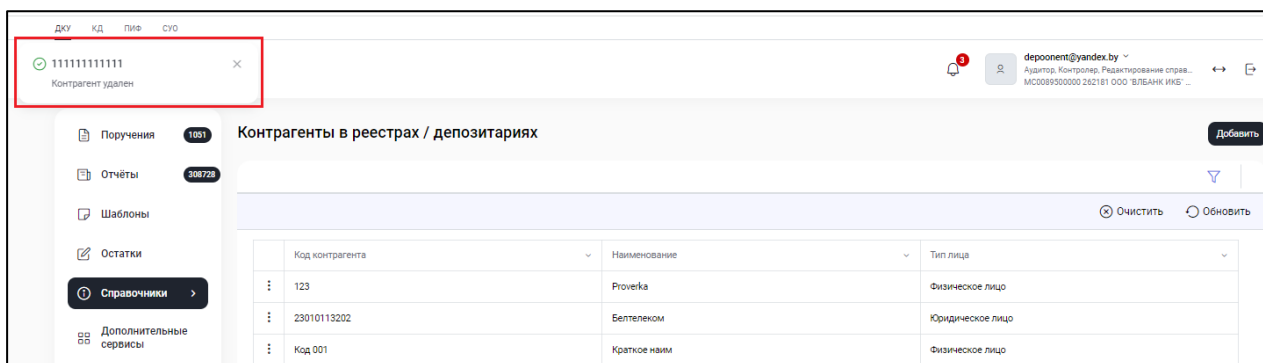 ДКУ КД ПИФ СУО
111111111111
Контрагент удален
3
depoonent@yandex.by
Аудитор, Контролер, Редактирование справ...
MC0089500000 262181 ООО 'ВЛБАНК ИКБ' ...
Поручения 1051
Контрагенты в реестрах / депозитариях
Добавить
Отчёты 308728
Шаблоны
Очистить Обновить
Остатки
Код контрагента Наименование Тип лица
Справочники
123 Proverka Физическое лицо
23010113202 Белтелеком Юридическое лицо
Дополнительные
сервисы
Код 001 Краткое наим Физическое лицо